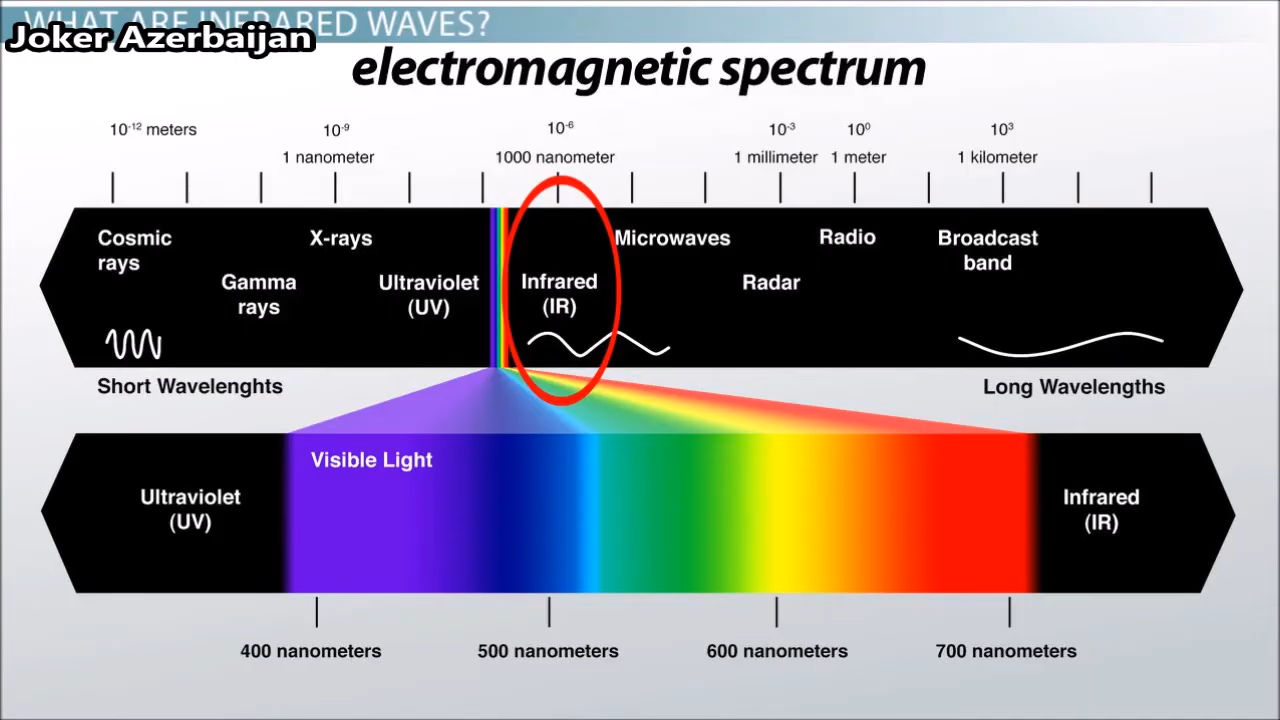 WHAT ARE INFRARED WAVES?
Joker Azerbaijan
electromagnetic spectrum
10⁻¹² meters 10⁻⁹ 10⁻⁶ 10⁻³ 10⁰ 10³
1 nanometer 1000 nanometer 1 millimeter 1 meter 1 kilometer
Cosmic rays X-rays Microwaves Radio Broadcast band
Gamma rays Ultraviolet (UV) Infrared (IR) Radar
Short Wavelenghts Long Wavelengths
Visible Light
Ultraviolet (UV) Infrared (IR)
400 nanometers 500 nanometers 600 nanometers 700 nanometers